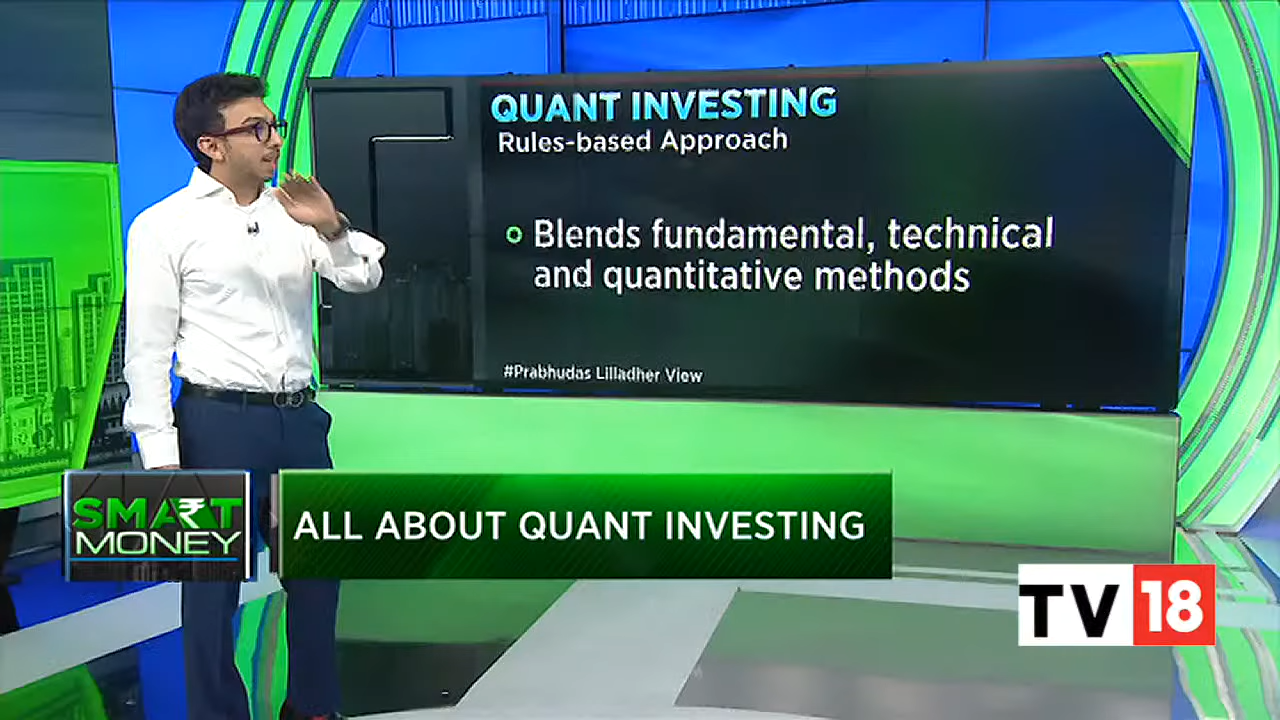 QUANT INVESTING
Rules-based Approach
Blends fundamental, technical
and quantitative methods
#Prabhudas Lilladher View
SMART
MONEY
ALL ABOUT QUANT INVESTING
TV18